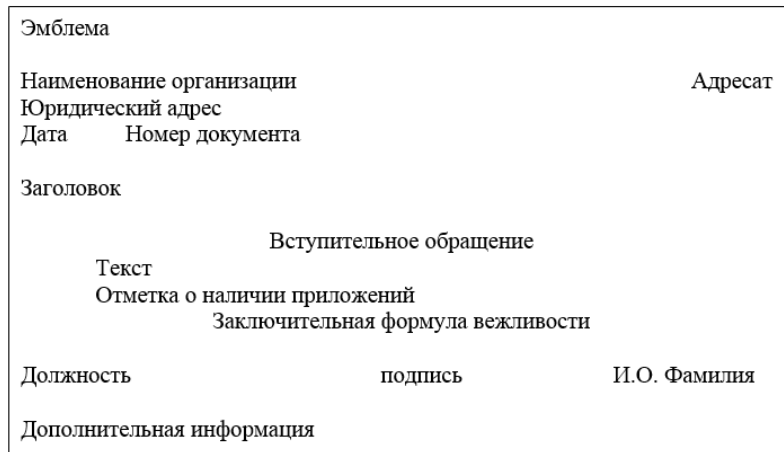 Эмблема
Наименование организации Адресат
Юридический адрес
Дата Номер документа
Заголовок
Вступительное обращение
Текст
Отметка о наличии приложений
Заключительная формула вежливости
Должность подпись И.О. Фамилия
Дополнительная информация